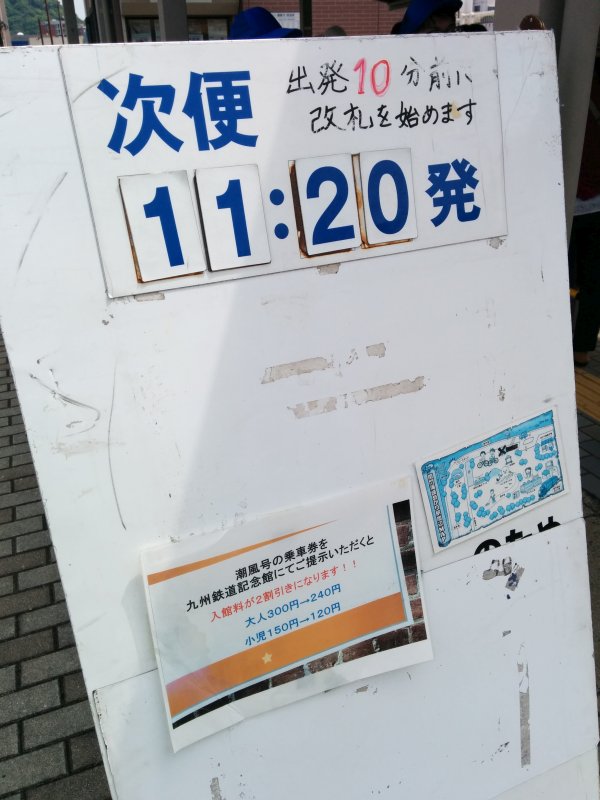 次便
出発10分前に
改札を始めます
11:20発
潮風号の乗車券を
九州鉄道記念館にてご提示いただくと
入館料が2割引きになります！！
大人300円→240円
小児150円→120円
のため